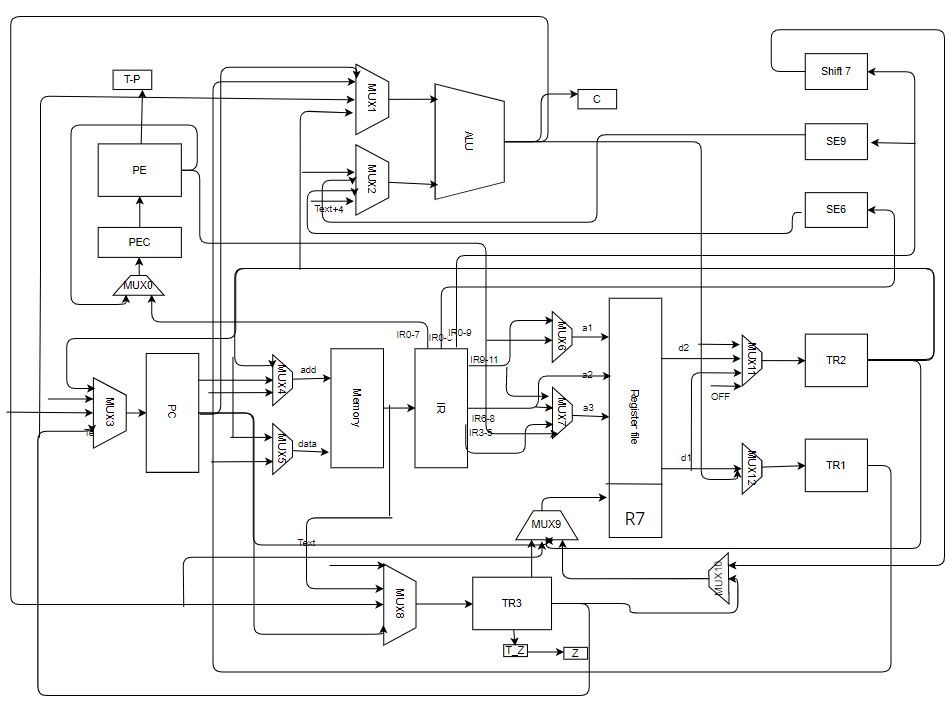 Shift 7
T-P
MUX1
C
ALU
SE9
PE
MUX2
Text+4
SE6
PEC
MUX0
IR0-7
IR0-9
MUX6
a1
d2
MUX11
TR2
IR9-11
add
MUX4
a2
OFF
MUX3
PC
Memory
IR
MUX7
a3
Register file
IR6-8
IR3-5
data
MUX5
d1
MUX12
TR1
R7
MUX9
Text
MUX10
MUX8
TR3
T_Z
Z